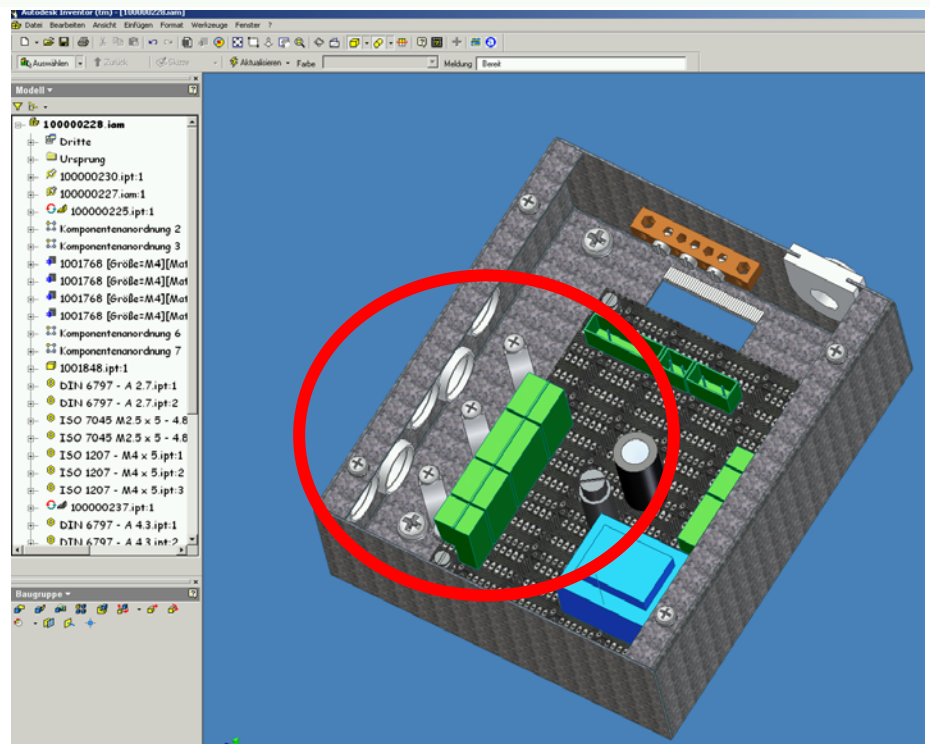 Autodesk Inventor (tm) - [100000228.iam]
Datei Bearbeiten Ansicht Einfügen Format Werkzeuge Fenster ?
Auswählen Zurück Skizze Aktualisieren Farbe Meldung Bereit
Modell
100000228.iam
Dritte
Ursprung
100000230.ipt:1
100000227.iam:1
100000225.ipt:1
Komponentenanordnung 2
Komponentenanordnung 3
1001768 [Größe=M4][Mat
1001768 [Größe=M4][Mat
1001768 [Größe=M4][Mat
1001768 [Größe=M4][Mat
Komponentenanordnung 6
Komponentenanordnung 7
1001848.ipt:1
DIN 6797 - A 2.7.ipt:1
DIN 6797 - A 2.7.ipt:2
ISO 7045 M2.5 x 5 - 4.8
ISO 7045 M2.5 x 5 - 4.8
ISO 1207 - M4 x 5.ipt:1
ISO 1207 - M4 x 5.ipt:2
ISO 1207 - M4 x 5.ipt:3
100000237.ipt:1
DIN 6797 - A 4.3.ipt:1
DIN 6797 - A 4.3.ipt:2
Baugruppe